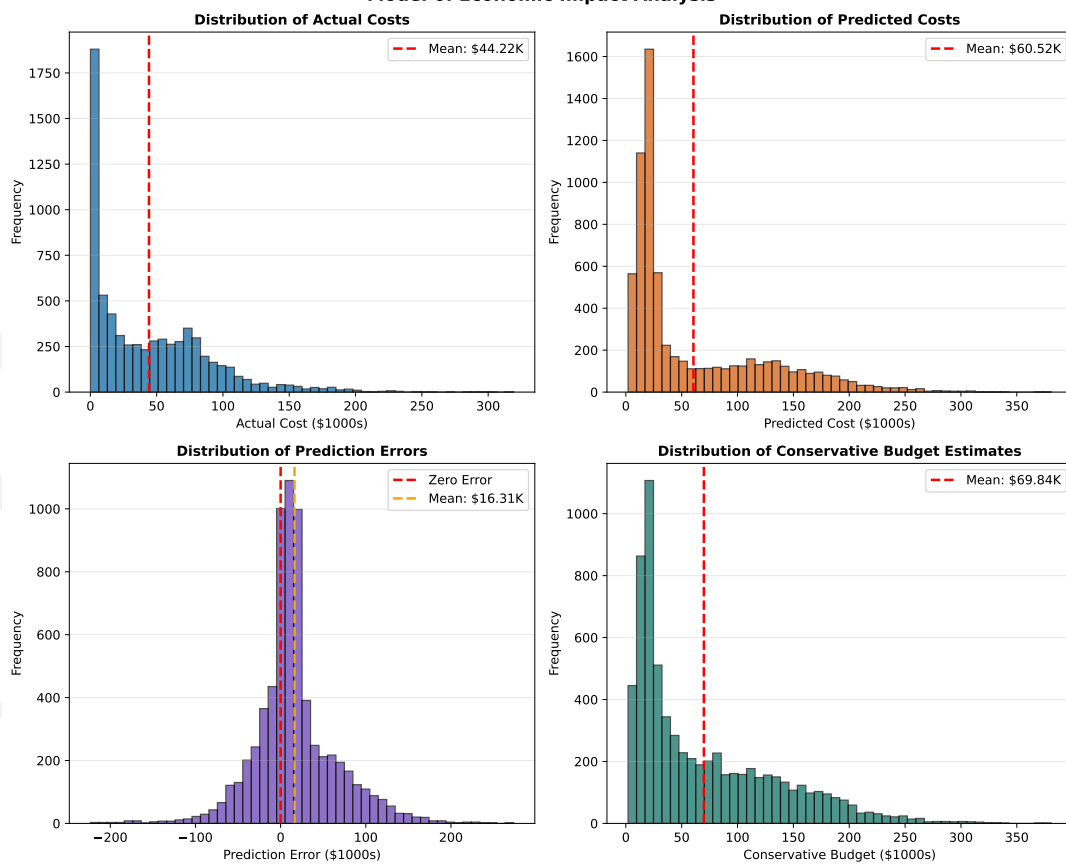 Model of Economic Impact Analysis
Distribution of Actual Costs
Mean: $44.22K
Frequency
1750
1500
1250
1000
750
500
250
0
0 50 100 150 200 250 300
Actual Cost ($1000s)
Distribution of Predicted Costs
Mean: $60.52K
Frequency
1600
1400
1200
1000
800
600
400
200
0
0 50 100 150 200 250 300 350
Predicted Cost ($1000s)
Distribution of Prediction Errors
Zero Error
Mean: $16.31K
Frequency
1000
800
600
400
200
0
−200 −100 0 100 200
Prediction Error ($1000s)
Distribution of Conservative Budget Estimates
Mean: $69.84K
Frequency
1000
800
600
400
200
0
0 50 100 150 200 250 300 350
Conservative Budget ($1000s)